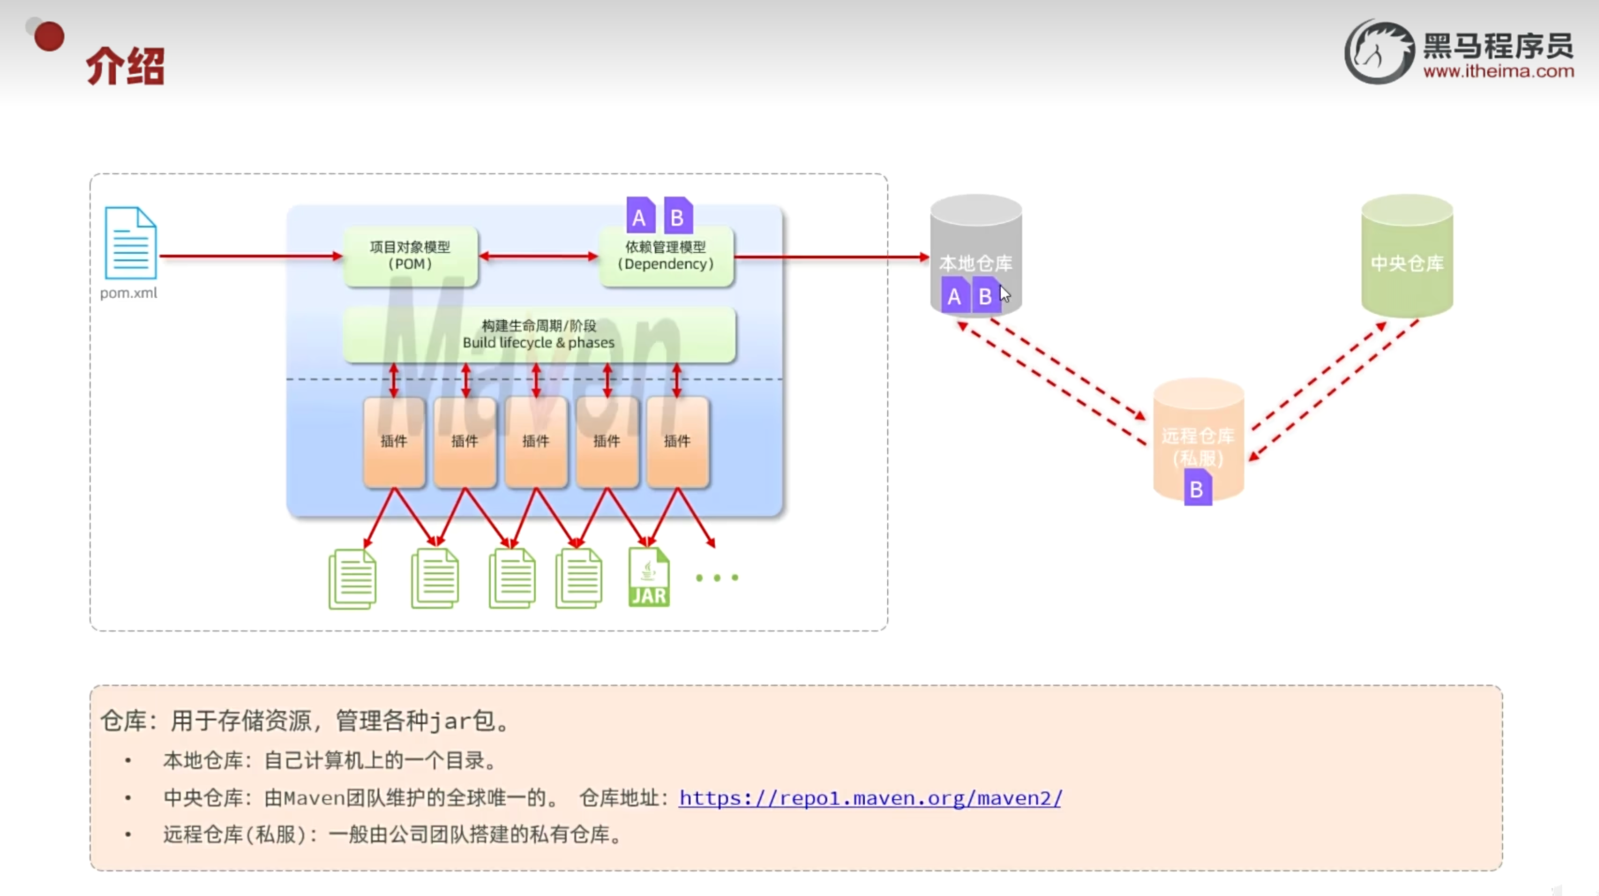 介绍
黑马程序员
www.itheima.com
pom.xml
项目对象模型
(POM)
A B
依赖管理模型
(Dependency)
构建生命周期/阶段
Build lifecycle & phases
Maven
插件 插件 插件 插件 插件
JAR
本地仓库
A B
中央仓库
远程仓库
(私服)
B
仓库：用于存储资源，管理各种jar包。
• 本地仓库：自己计算机上的一个目录。
• 中央仓库：由Maven团队维护的全球唯一的。 仓库地址：https://repo1.maven.org/maven2/
• 远程仓库(私服)：一般由公司团队搭建的私有仓库。